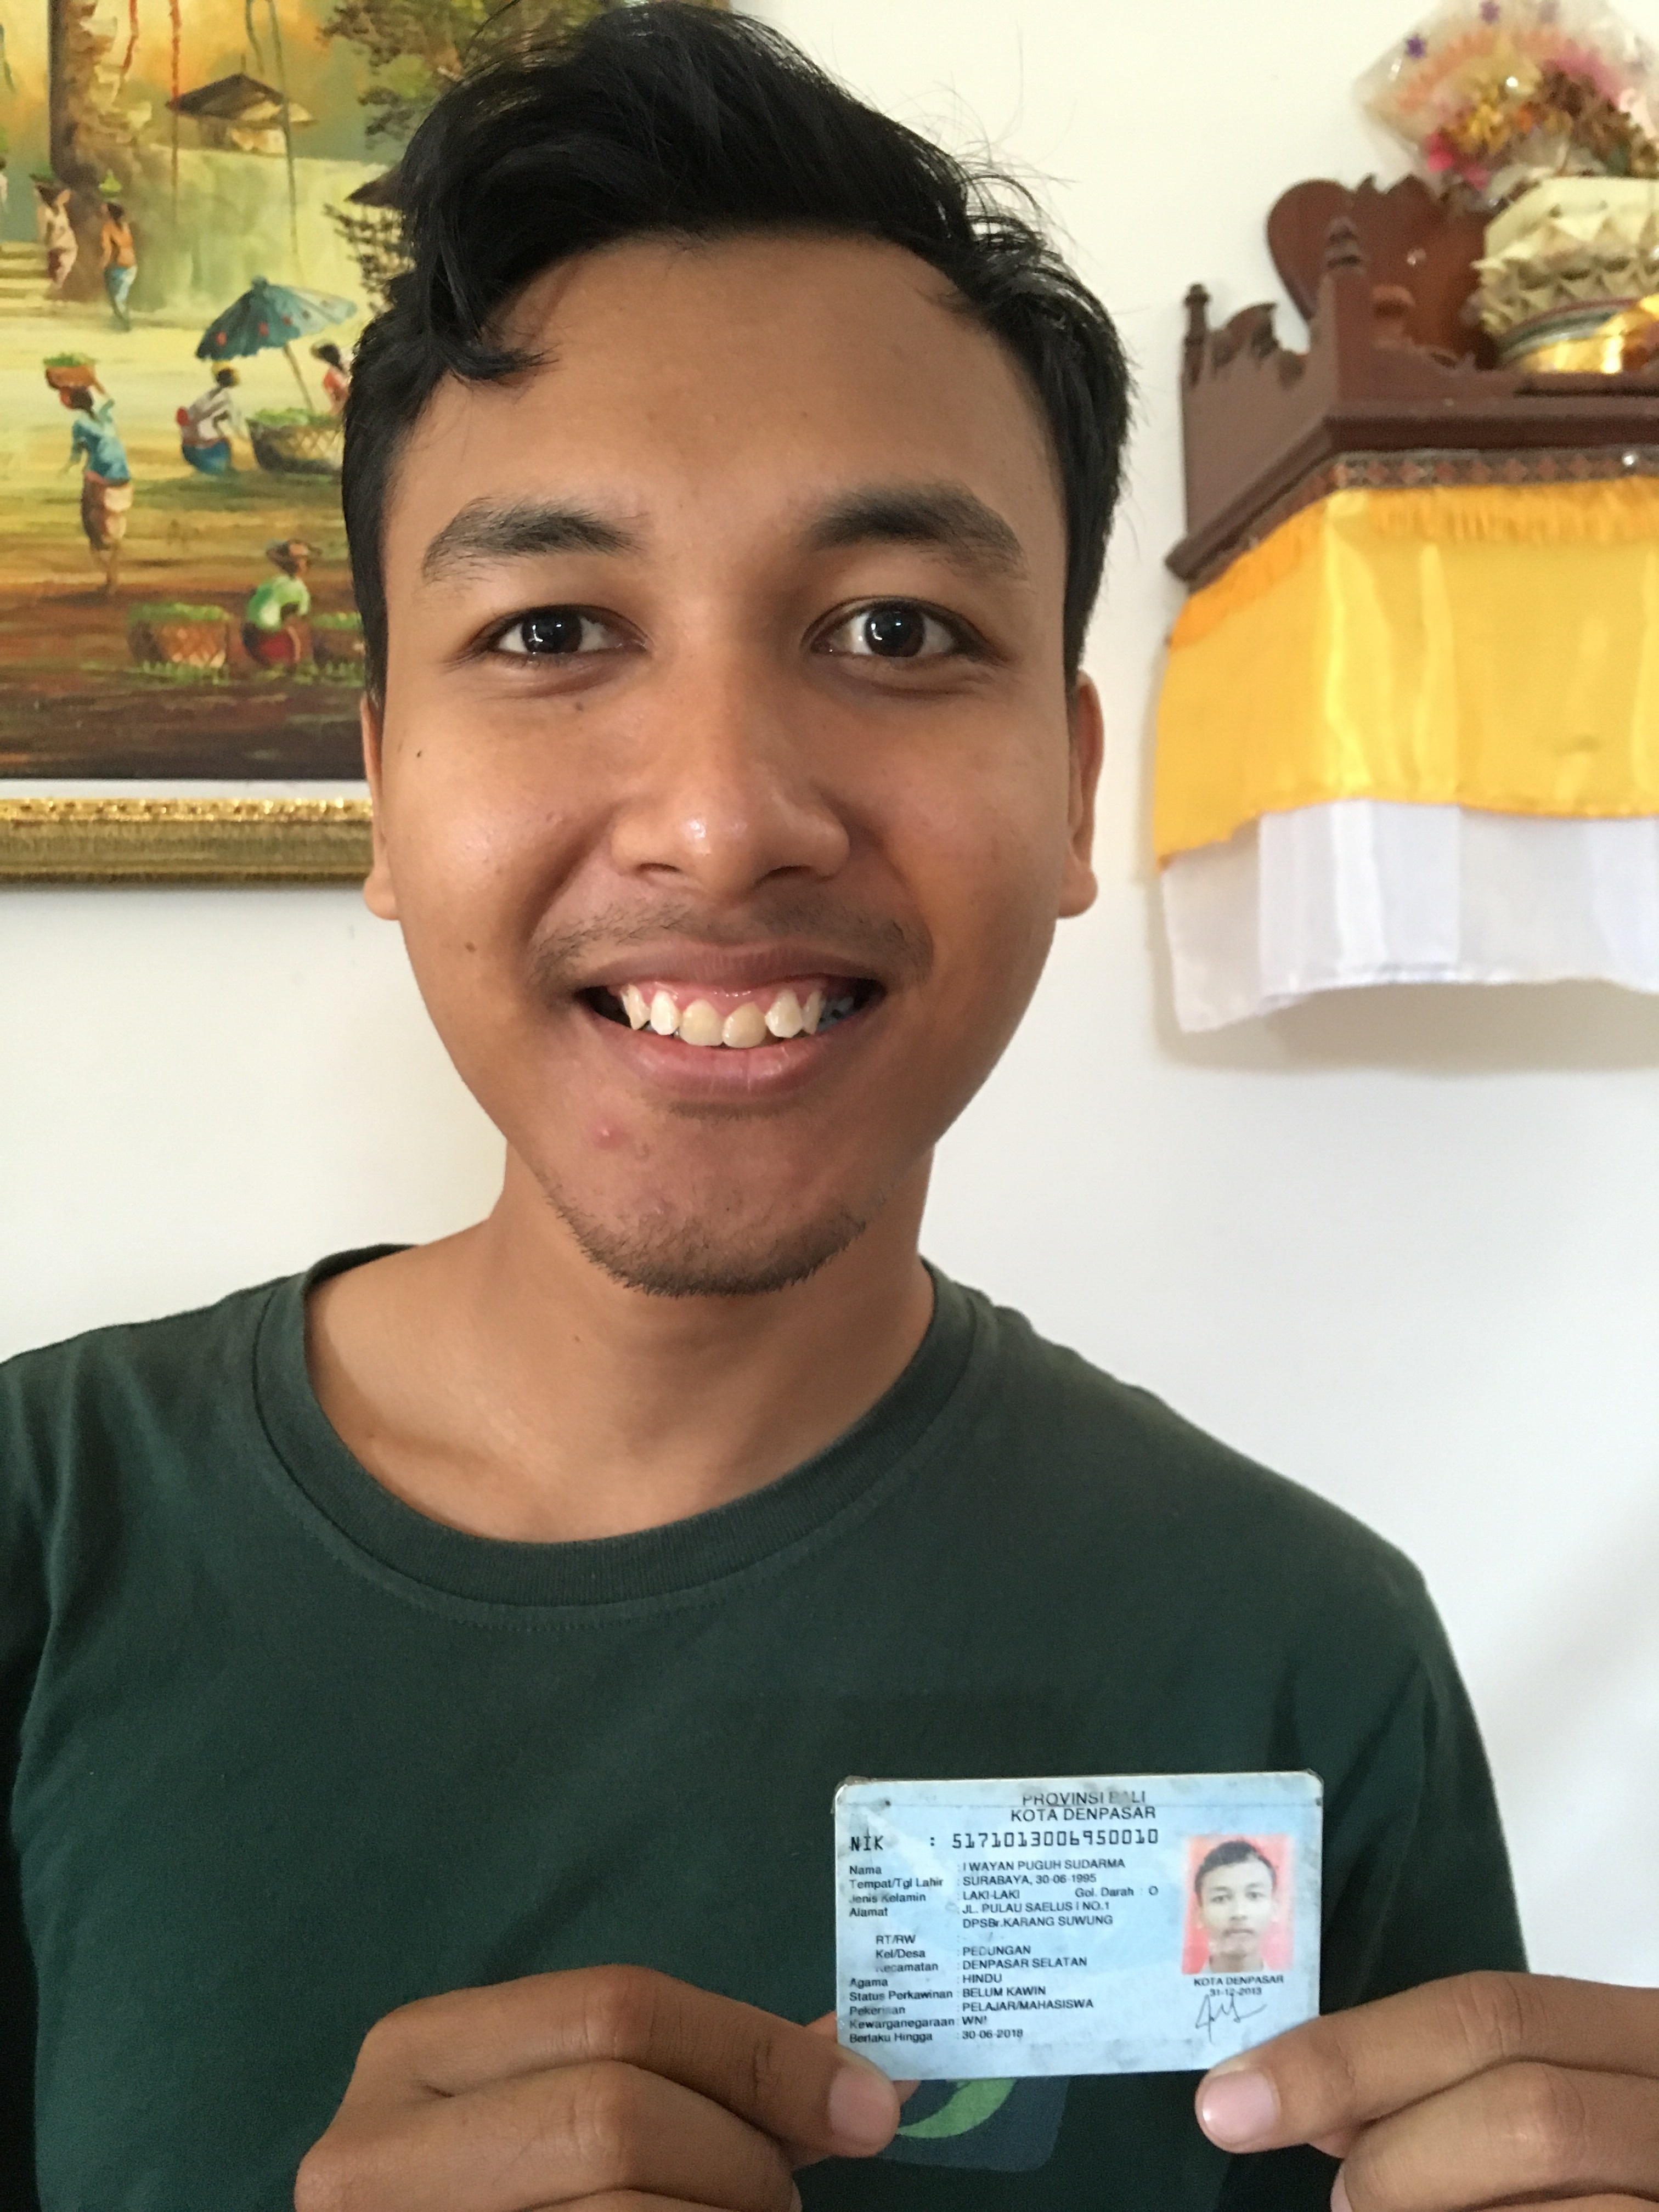 PROVINSI BALI
KOTA DENPASAR
NIK : 5171013006950010
Nama : I WAYAN PUGUH SUDARMA
Tempat/Tgl Lahir : SURABAYA, 30-06-1995
Jenis Kelamin : LAKI-LAKI Gol. Darah : O
Alamat : JL. PULAU SAELUS I NO.1
DPSBr.KARANG SUWUNG
RT/RW : - / -
Kel/Desa : PEDUNGAN
Kecamatan : DENPASAR SELATAN
Agama : HINDU
Status Perkawinan : BELUM KAWIN
Pekerjaan : PELAJAR/MAHASISWA
Kewarganegaraan : WNI
Berlaku Hingga : 30-06-2018
KOTA DENPASAR
31-12-2013